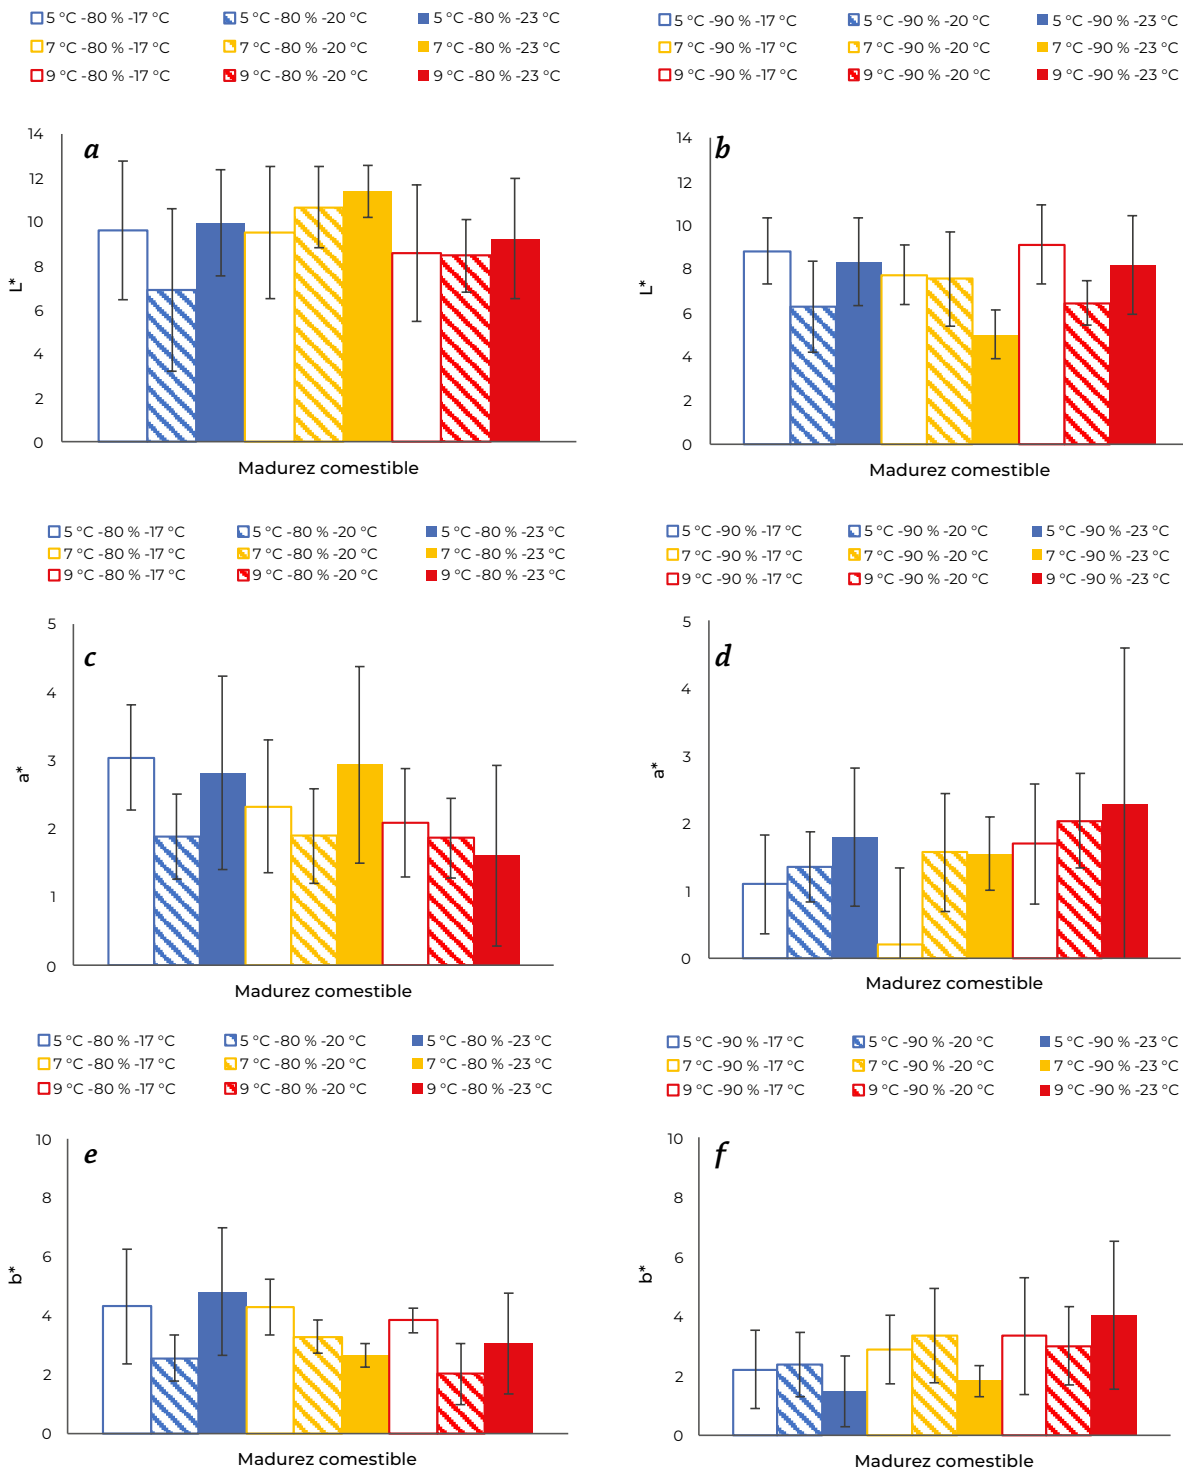 5 °C -80 % -17 °C 5 °C -80 % -20 °C 5 °C -80 % -23 °C
7 °C -80 % -17 °C 7 °C -80 % -20 °C 7 °C -80 % -23 °C
9 °C -80 % -17 °C 9 °C -80 % -20 °C 9 °C -80 % -23 °C
a
14
12
10
8
6
4
2
0
L*
Madurez comestible
5 °C -90 % -17 °C 5 °C -90 % -20 °C 5 °C -90 % -23 °C
7 °C -90 % -17 °C 7 °C -90 % -20 °C 7 °C -90 % -23 °C
9 °C -90 % -17 °C 9 °C -90 % -20 °C 9 °C -90 % -23 °C
b
14
12
10
8
6
4
2
0
L*
Madurez comestible
5 °C -80 % -17 °C 5 °C -80 % -20 °C 5 °C -80 % -23 °C
7 °C -80 % -17 °C 7 °C -80 % -20 °C 7 °C -80 % -23 °C
9 °C -80 % -17 °C 9 °C -80 % -20 °C 9 °C -80 % -23 °C
c
5
4
3
2
1
0
a*
Madurez comestible
5 °C -90 % -17 °C 5 °C -90 % -20 °C 5 °C -90 % -23 °C
7 °C -90 % -17 °C 7 °C -90 % -20 °C 7 °C -90 % -23 °C
9 °C -90 % -17 °C 9 °C -90 % -20 °C 9 °C -90 % -23 °C
d
5
4
3
2
1
0
a*
Madurez comestible
5 °C -80 % -17 °C 5 °C -80 % -20 °C 5 °C -80 % -23 °C
7 °C -80 % -17 °C 7 °C -80 % -20 °C 7 °C -80 % -23 °C
9 °C -80 % -17 °C 9 °C -80 % -20 °C 9 °C -80 % -23 °C
e
10
8
6
4
2
0
b*
Madurez comestible
5 °C -90 % -17 °C 5 °C -90 % -20 °C 5 °C -90 % -23 °C
7 °C -90 % -17 °C 7 °C -90 % -20 °C 7 °C -90 % -23 °C
9 °C -90 % -17 °C 9 °C -90 % -20 °C 9 °C -90 % -23 °C
f
10
8
6
4
2
0
b*
Madurez comestible